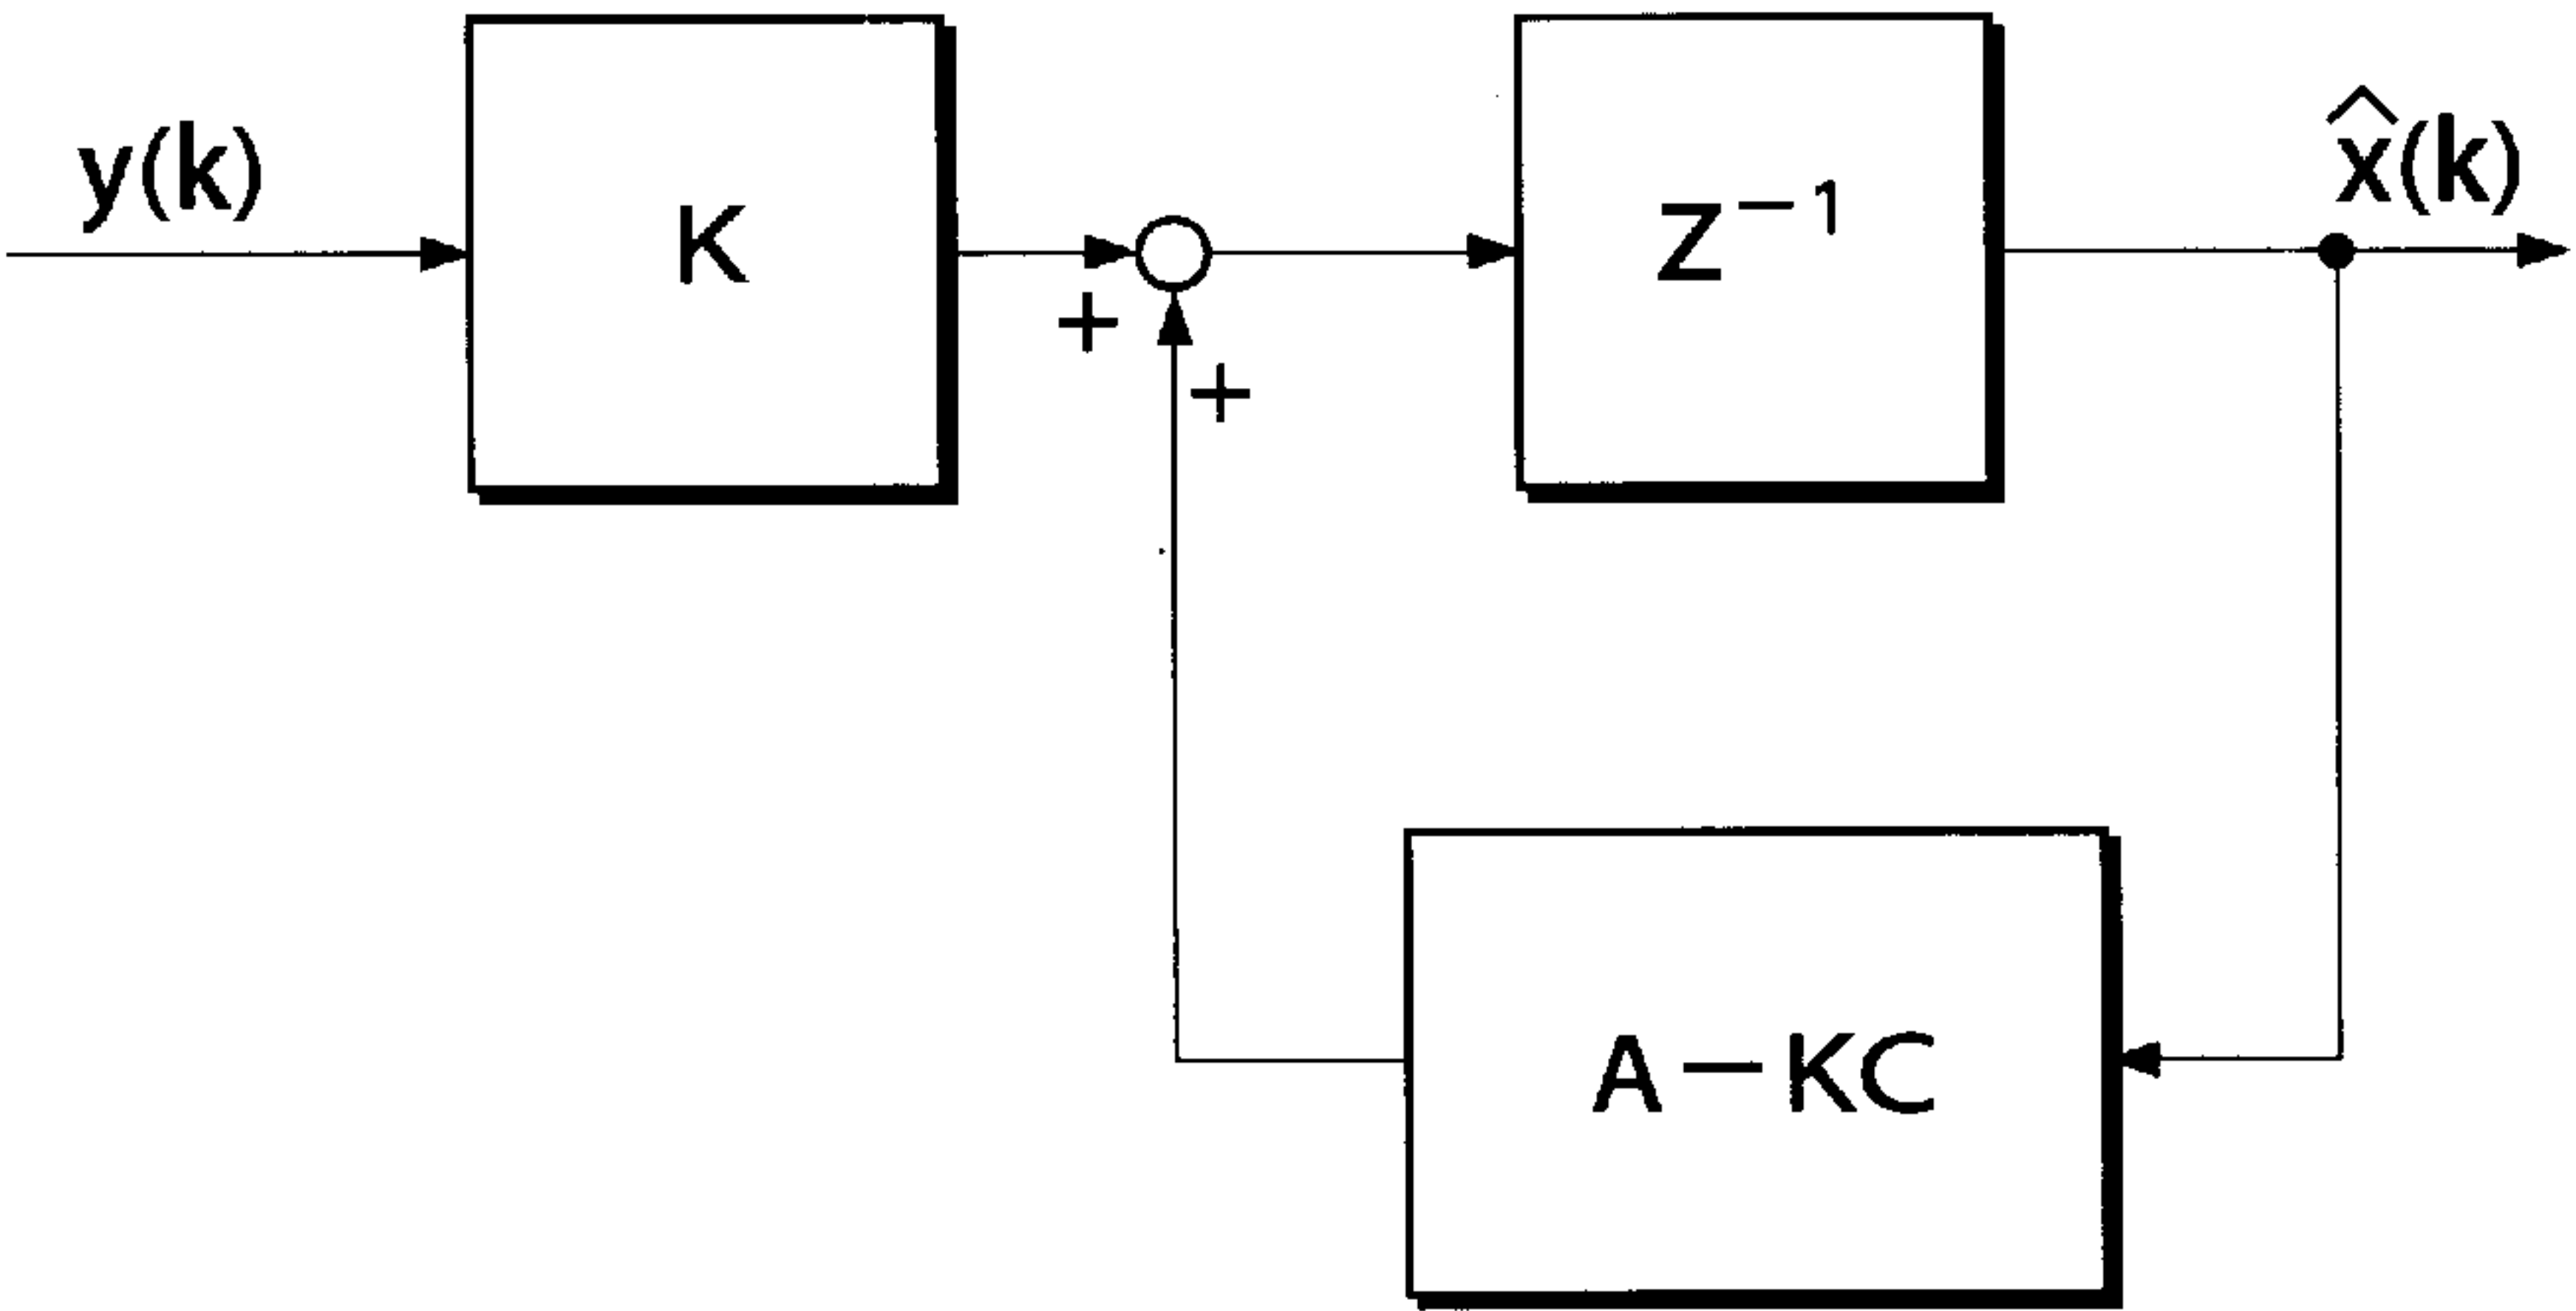 y(k)
K
+
+
Z⁻¹
x̂(k)
A-KC